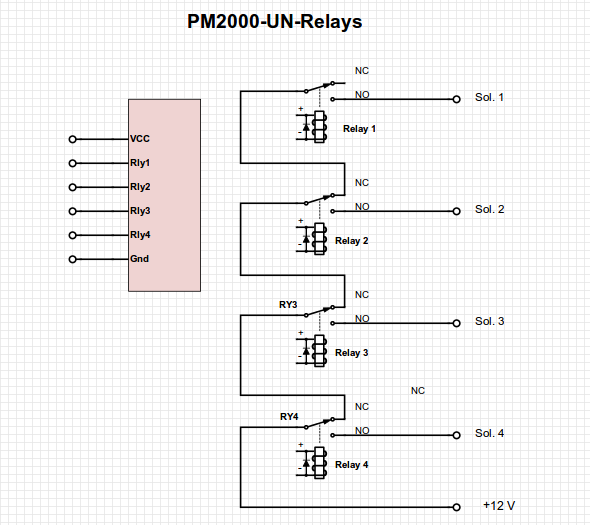 PM2000-UN-Relays
VCC
Rly1
Rly2
Rly3
Rly4
Gnd
NC
NO
Sol. 1
+
-
Relay 1
NC
NO
Sol. 2
+
-
Relay 2
NC
RY3
NO
Sol. 3
+
-
Relay 3
NC
NC
RY4
NO
Sol. 4
+
-
Relay 4
+12 V